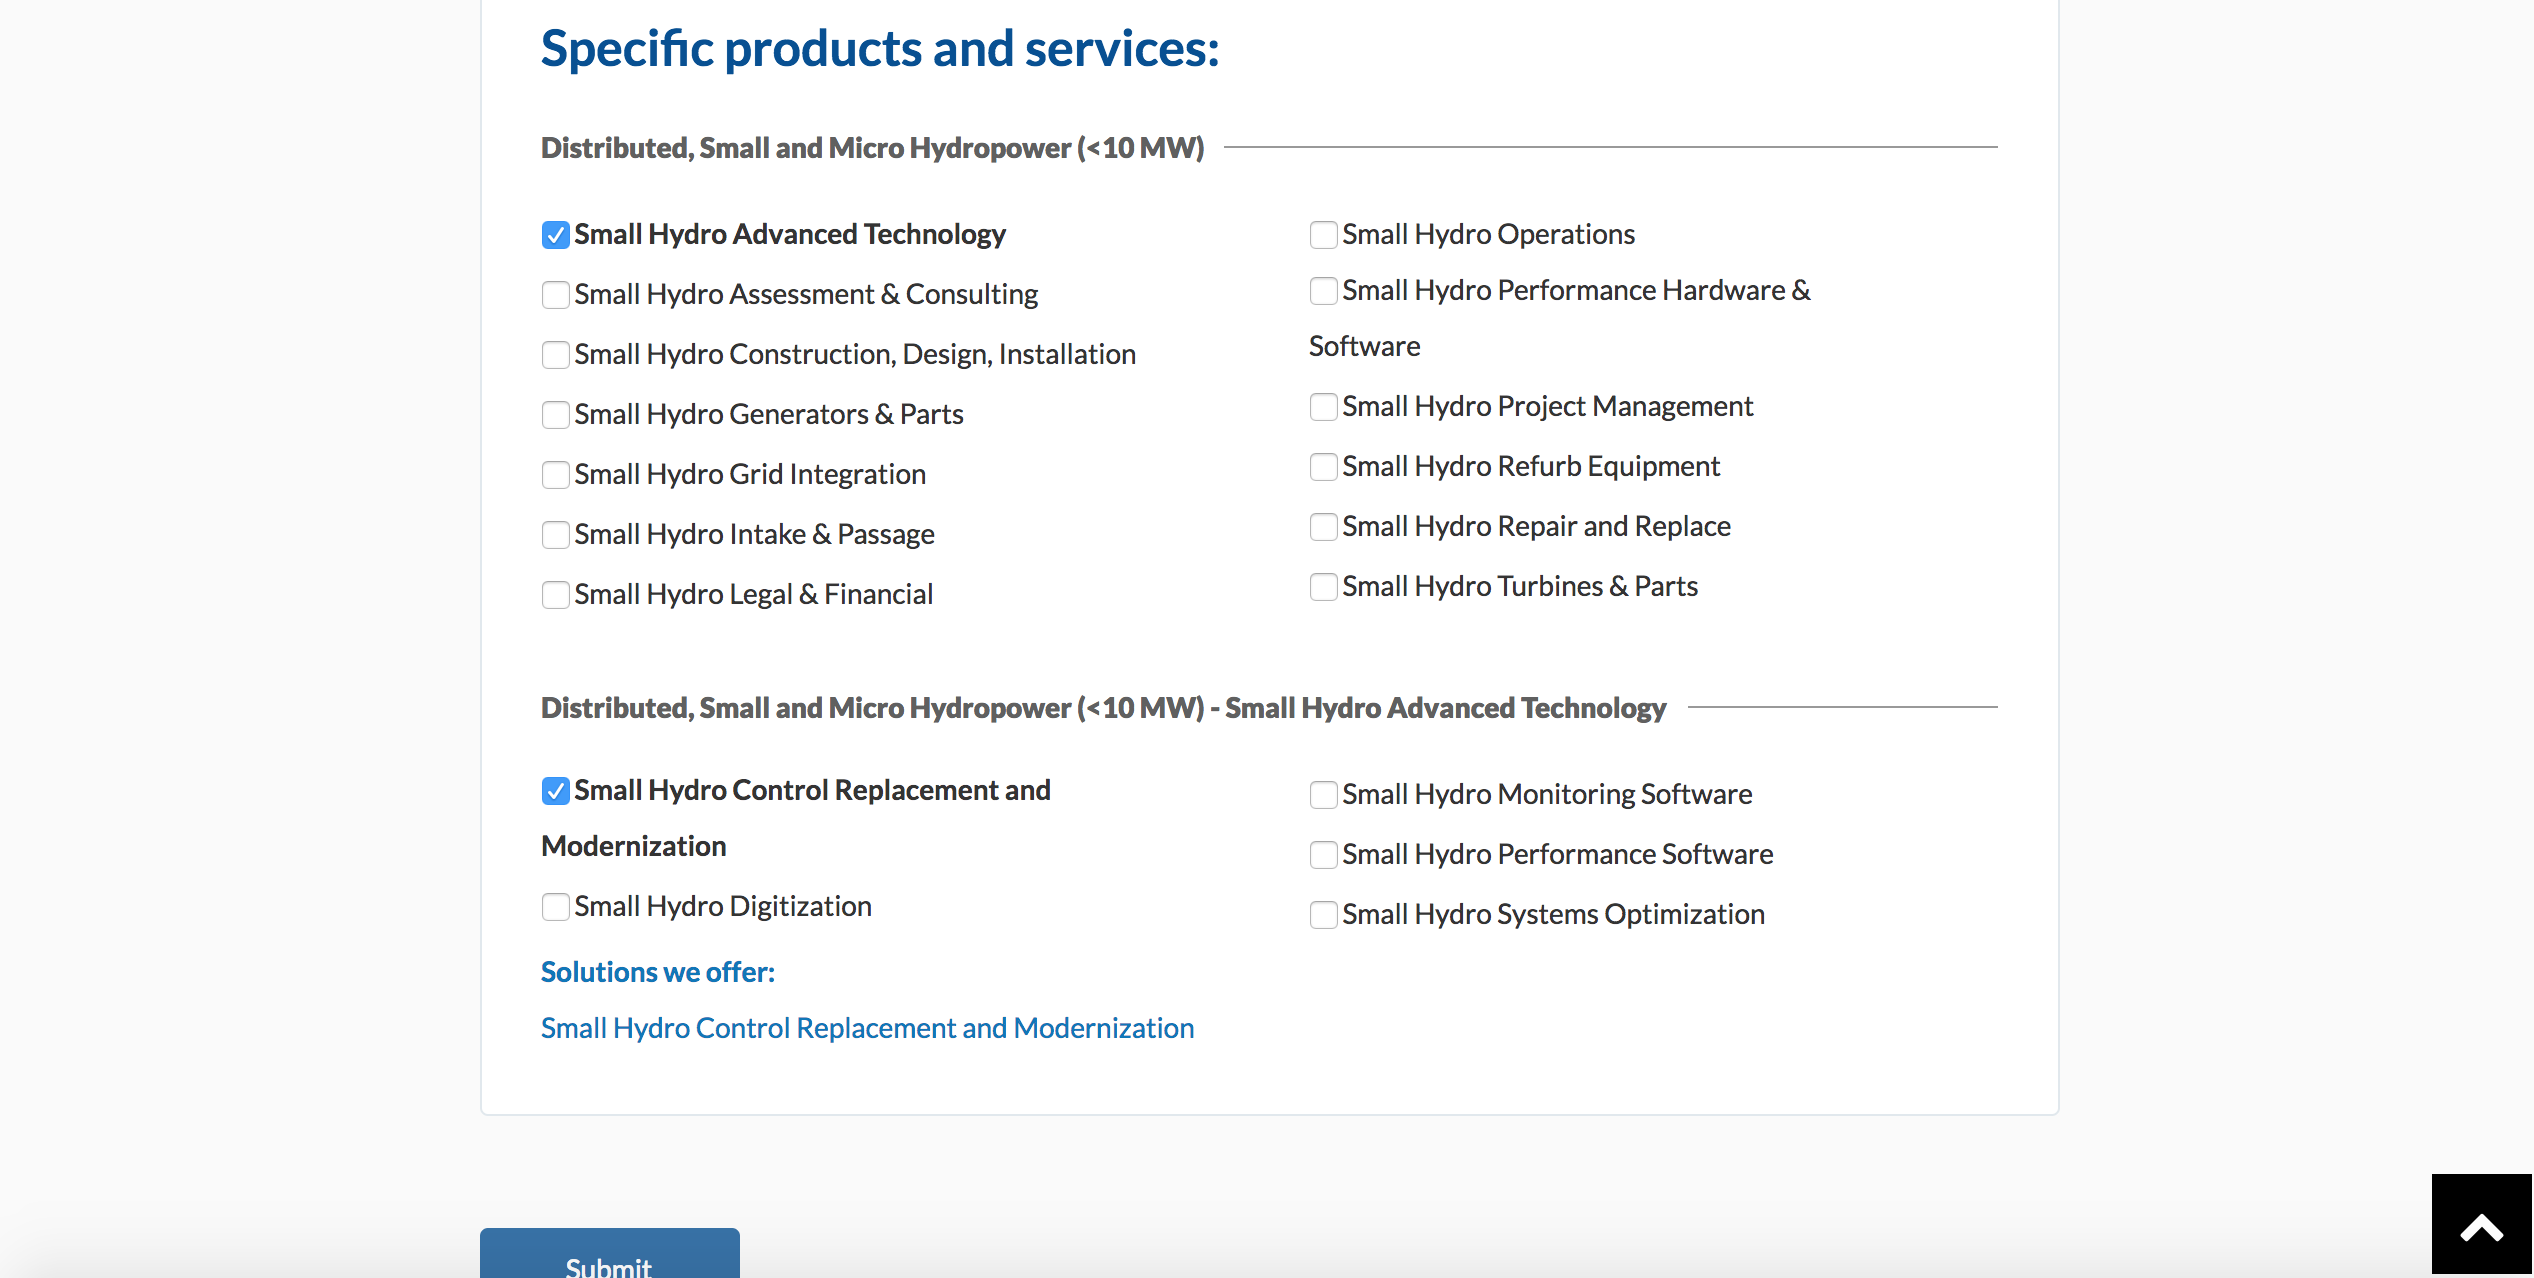 Specific products and services:
Distributed, Small and Micro Hydropower (<10 MW)
Small Hydro Advanced Technology
Small Hydro Assessment & Consulting
Small Hydro Construction, Design, Installation
Small Hydro Generators & Parts
Small Hydro Grid Integration
Small Hydro Intake & Passage
Small Hydro Legal & Financial
Small Hydro Operations
Small Hydro Performance Hardware &
Software
Small Hydro Project Management
Small Hydro Refurb Equipment
Small Hydro Repair and Replace
Small Hydro Turbines & Parts
Distributed, Small and Micro Hydropower (<10 MW) - Small Hydro Advanced Technology
Small Hydro Control Replacement and
Modernization
Small Hydro Digitization
Small Hydro Monitoring Software
Small Hydro Performance Software
Small Hydro Systems Optimization
Solutions we offer:
Small Hydro Control Replacement and Modernization
Submit